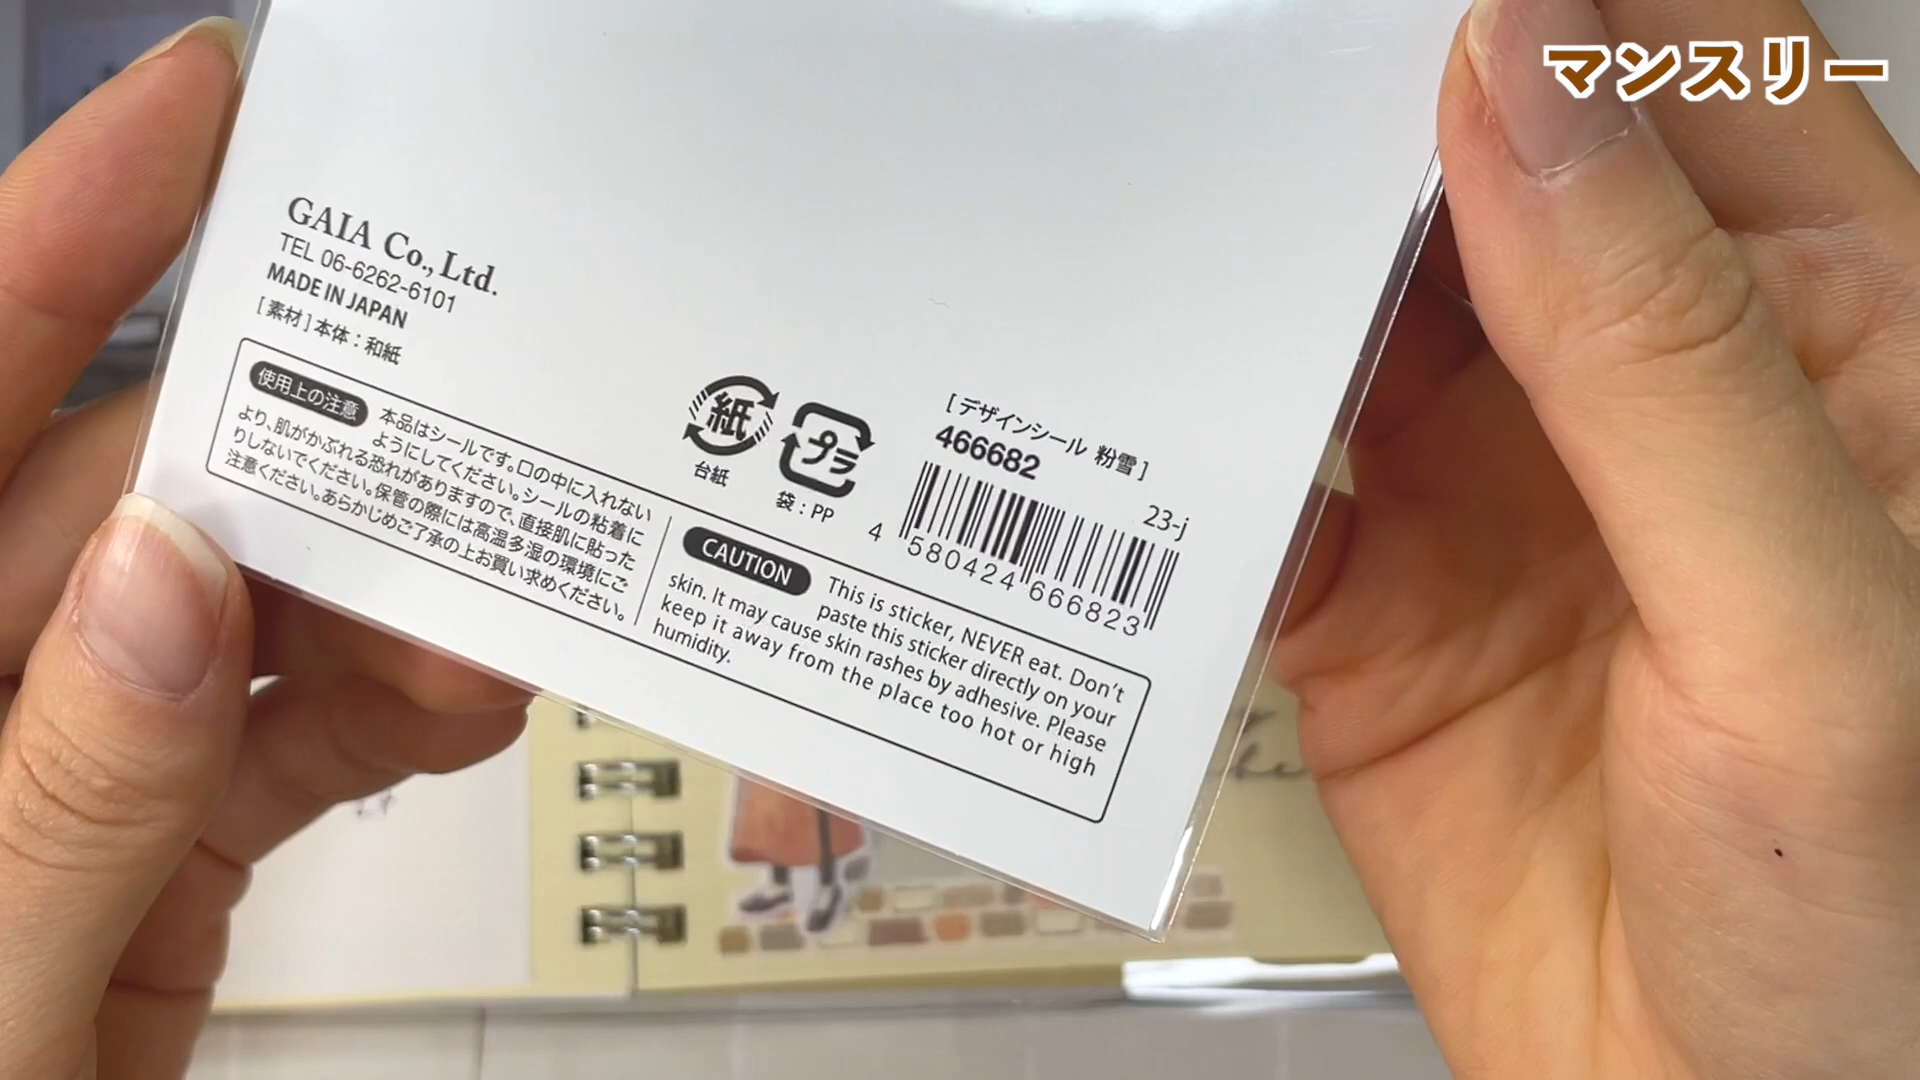 マンスリー
GAIA Co., Ltd.
TEL 06-6262-6101
MADE IN JAPAN
[ 素材 ] 本体：和紙
使用上の注意 本品はシールです。口の中に入れない
ようにしてください。シールの粘着に
より、肌がかぶれる恐れがありますので、直接肌に貼った
りしないでください。保管の際には高温多湿の環境にご
注意ください。あらかじめご了承の上お買い求めください。
紙
台紙
プラ
袋：PP
[ デザインシール 粉雪 ]
466682
23-j
4 580424 666823
CAUTION This is sticker, NEVER eat. Don't
paste this sticker directly on your
skin. It may cause skin rashes by adhesive. Please
keep it away from the place too hot or high
humidity.